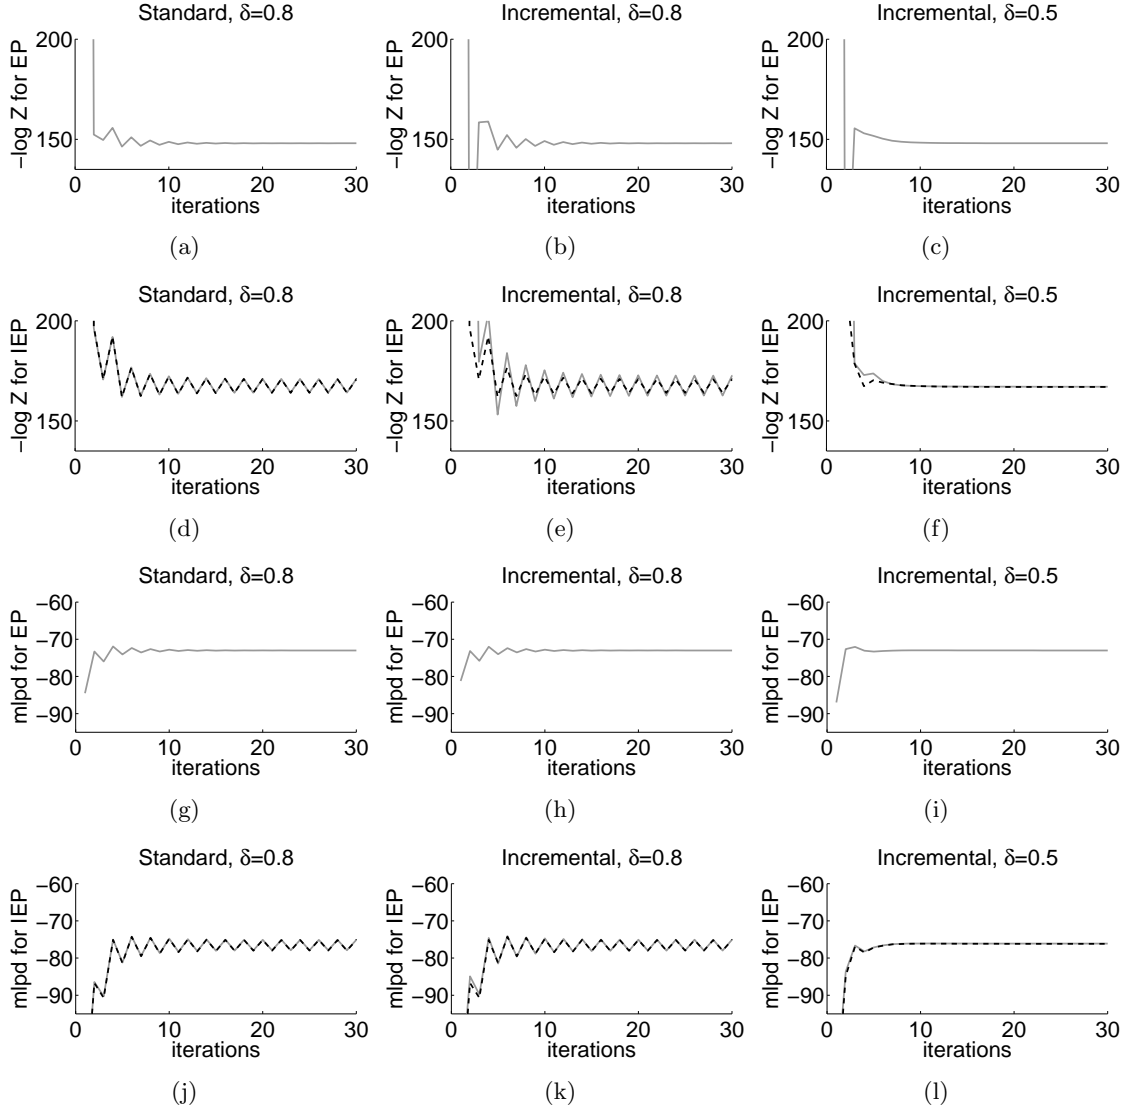 Standard, δ=0.8
−log Z for EP
200
150
0 10 20 30
iterations
(a)
Incremental, δ=0.8
−log Z for EP
200
150
0 10 20 30
iterations
(b)
Incremental, δ=0.5
−log Z for EP
200
150
0 10 20 30
iterations
(c)
Standard, δ=0.8
−log Z for IEP
200
150
0 10 20 30
iterations
(d)
Incremental, δ=0.8
−log Z for IEP
200
150
0 10 20 30
iterations
(e)
Incremental, δ=0.5
−log Z for IEP
200
150
0 10 20 30
iterations
(f)
Standard, δ=0.8
mlpd for EP
−60
−70
−80
−90
0 10 20 30
iterations
(g)
Incremental, δ=0.8
mlpd for EP
−60
−70
−80
−90
0 10 20 30
iterations
(h)
Incremental, δ=0.5
mlpd for EP
−60
−70
−80
−90
0 10 20 30
iterations
(i)
Standard, δ=0.8
mlpd for IEP
−60
−70
−80
−90
0 10 20 30
iterations
(j)
Incremental, δ=0.8
mlpd for IEP
−60
−70
−80
−90
0 10 20 30
iterations
(k)
Incremental, δ=0.5
mlpd for IEP
−60
−70
−80
−90
0 10 20 30
iterations
(l)